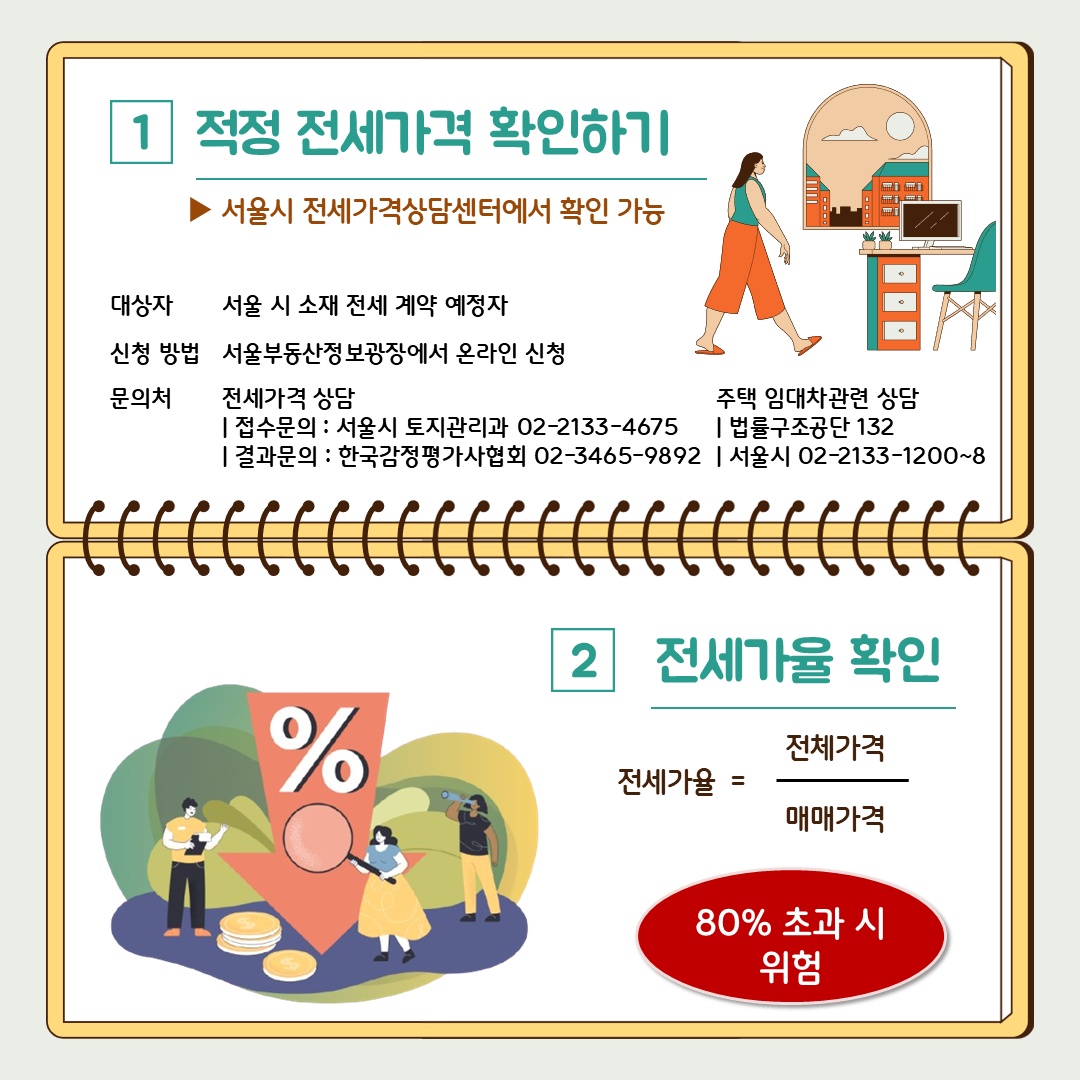 1 적정 전세가격 확인하기
▶ 서울시 전세가격상담센터에서 확인 가능
대상자 서울 시 소재 전세 계약 예정자
신청 방법 서울부동산정보광장에서 온라인 신청
문의처 전세가격 상담
| 접수문의 : 서울시 토지관리과 02-2133-4675
| 결과문의 : 한국감정평가사협회 02-3465-9892
주택 임대차관련 상담
| 법률구조공단 132
| 서울시 02-2133-1200~8
2 전세가율 확인
%
전체가격
전세가율 =
매매가격
80% 초과 시
위험